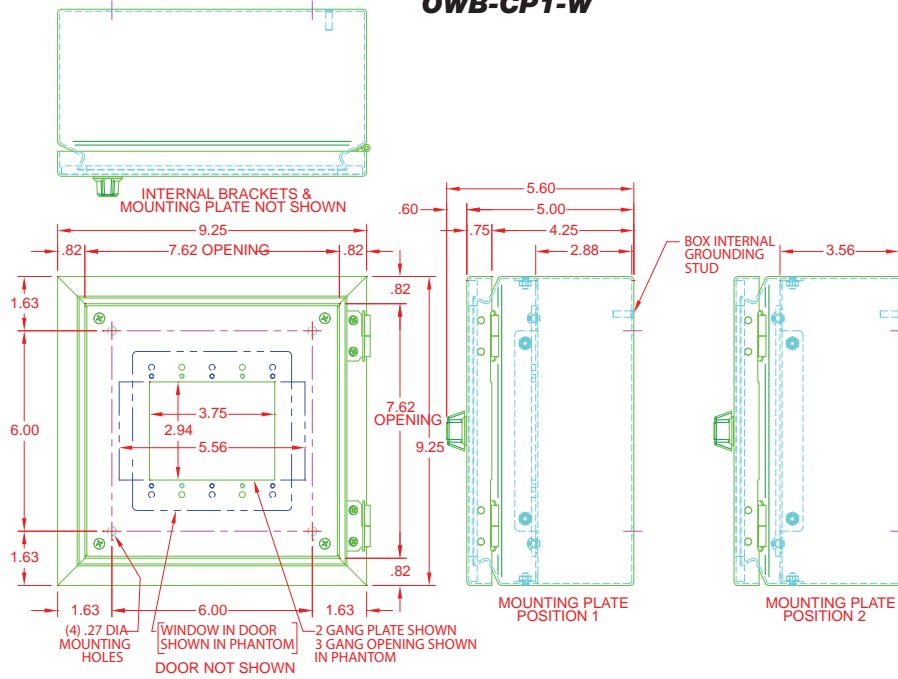 OWB-CP1-W
INTERNAL BRACKETS &
MOUNTING PLATE NOT SHOWN
9.25
.82
7.62 OPENING
.82
1.63
6.00
1.63
.82
7.62
OPENING
9.25
.82
3.75
2.94
5.56
1.63
6.00
1.63
(4) .27 DIA
MOUNTING
HOLES
WINDOW IN DOOR
SHOWN IN PHANTOM
2 GANG PLATE SHOWN
3 GANG OPENING SHOWN
IN PHANTOM
DOOR NOT SHOWN
5.60
.60
5.00
.75
4.25
2.88
BOX INTERNAL
GROUNDING
STUD
MOUNTING PLATE
POSITION 1
3.56
MOUNTING PLATE
POSITION 2